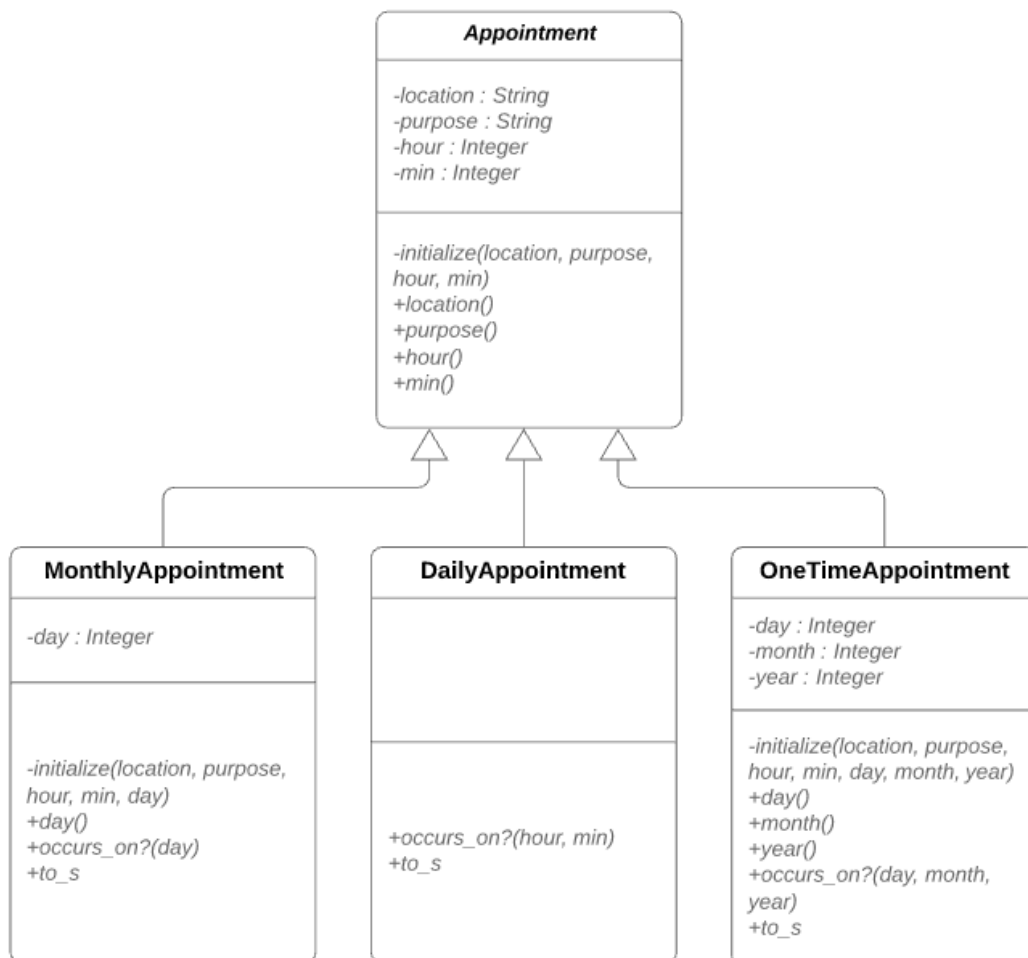 Appointment
-location : String
-purpose : String
-hour : Integer
-min : Integer
-initialize(location, purpose,
hour, min)
+location()
+purpose()
+hour()
+min()
MonthlyAppointment
-day : Integer
-initialize(location, purpose,
hour, min, day)
+day()
+occurs_on?(day)
+to_s
DailyAppointment
+occurs_on?(hour, min)
+to_s
OneTimeAppointment
-day : Integer
-month : Integer
-year : Integer
-initialize(location, purpose,
hour, min, day, month, year)
+day()
+month()
+year()
+occurs_on?(day, month,
year)
+to_s